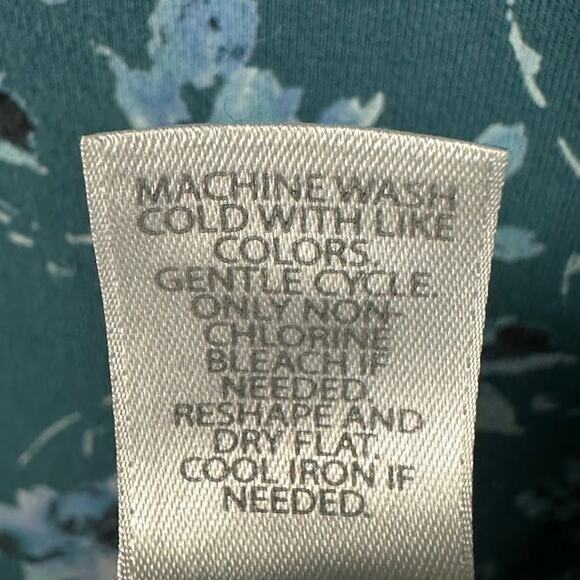 MACHINE WASH
COLD WITH LIKE
COLORS.
GENTLE CYCLE.
ONLY NON-
CHLORINE
BLEACH IF
NEEDED.
RESHAPE AND
DRY FLAT.
COOL IRON IF
NEEDED.